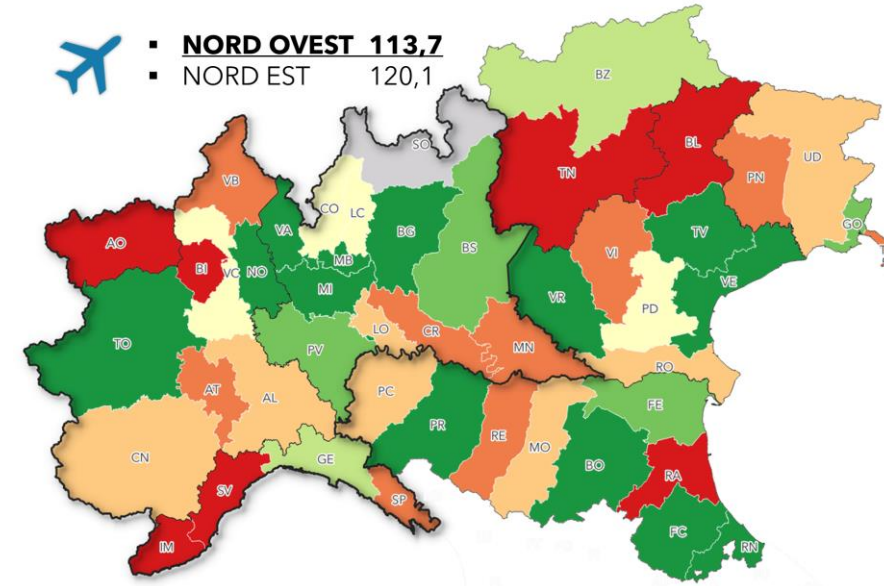 ▪ NORD OVEST 113,7
▪ NORD EST 120,1
BZ
SO
BL
TN
UD
VB
PN
CO
LC
VA
BG
BS
GO
AO
VI
TV
BI
VC
NO
MB
MI
VR
VE
PD
TO
LO
CR
MN
PV
RO
AT
AL
PC
FE
PR
RE
MO
CN
GE
BO
RA
SV
SP
FC
RN
IM